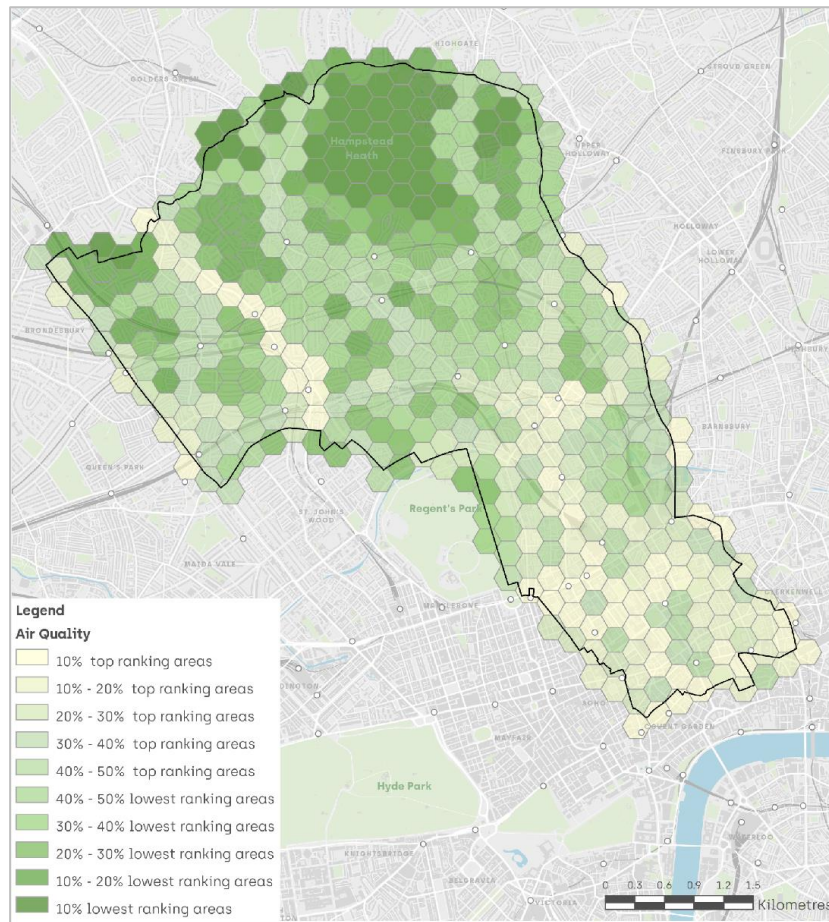 HIGHGATE
GOLDERS GREEN
STROUD GREEN
Hampstead
Heath
UPPER
HOLLOWAY
FINSBURY PARK
HOLLOWAY
LOWER
HOLLOWAY
BRONDESBURY
HIGHBURY
BARNSBURY
QUEEN'S PARK
Regent's Park
ST. JOHN'S
WOOD
MAIDA VALE
MARYLEBONE
CLERKENWELL
Legend
Air Quality
10% top ranking areas
10% - 20% top ranking areas
20% - 30% top ranking areas
30% - 40% top ranking areas
40% - 50% top ranking areas
40% - 50% lowest ranking areas
30% - 40% lowest ranking areas
20% - 30% lowest ranking areas
10% - 20% lowest ranking areas
10% lowest ranking areas
DINGTON
SOHO
COVENT GARDEN
MAYFAIR
Hyde Park
WATERLOO
KNIGHTSBRIDGE
BELGRAVIA
VICTORIA
0 0.3 0.6 0.9 1.2 1.5
Kilometres